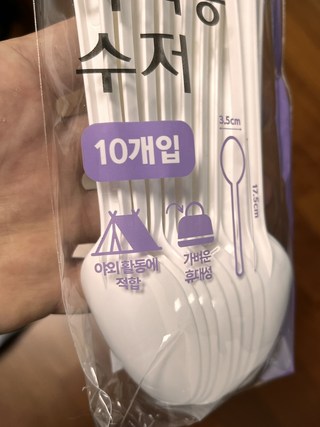 수저
10개입
3.5cm
17.5cm
야외 활동에
적합
가벼운
휴대성